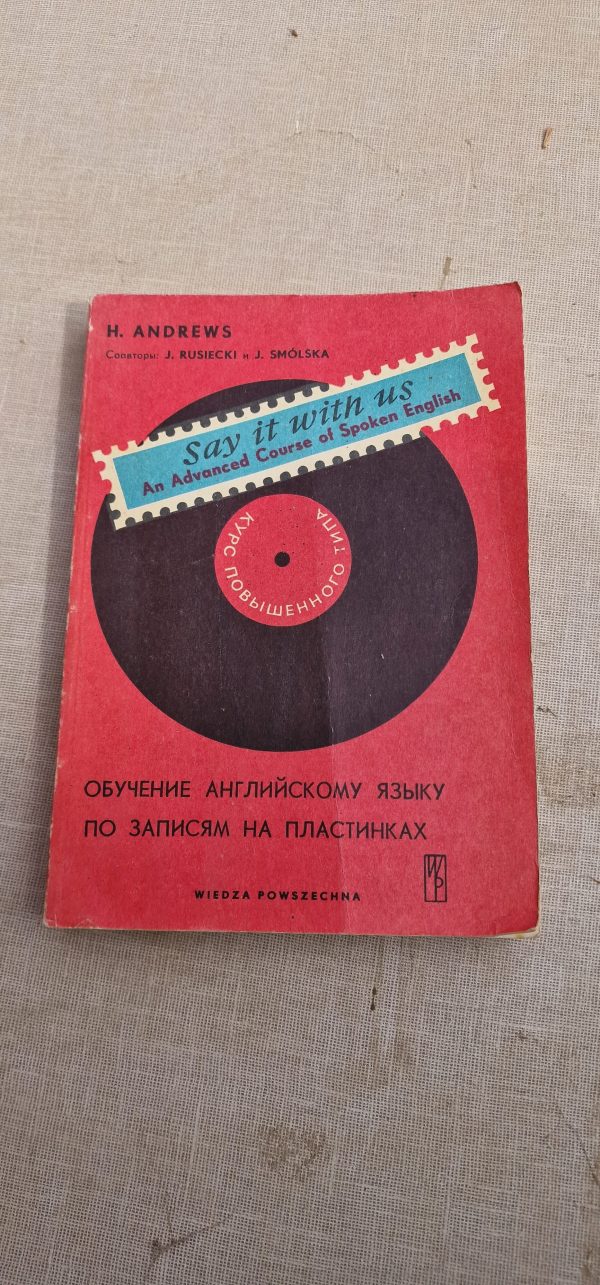 H. ANDREWS
Соавторы: J. RUSIECKI и J. SMÓLSKA
Say it with us
An Advanced Course of Spoken English
КУРС ПОВЫШЕННОГО ТИПА
ОБУЧЕНИЕ АНГЛИЙСКОМУ ЯЗЫКУ
ПО ЗАПИСЯМ НА ПЛАСТИНКАХ
WP
WIEDZA POWSZECHNA